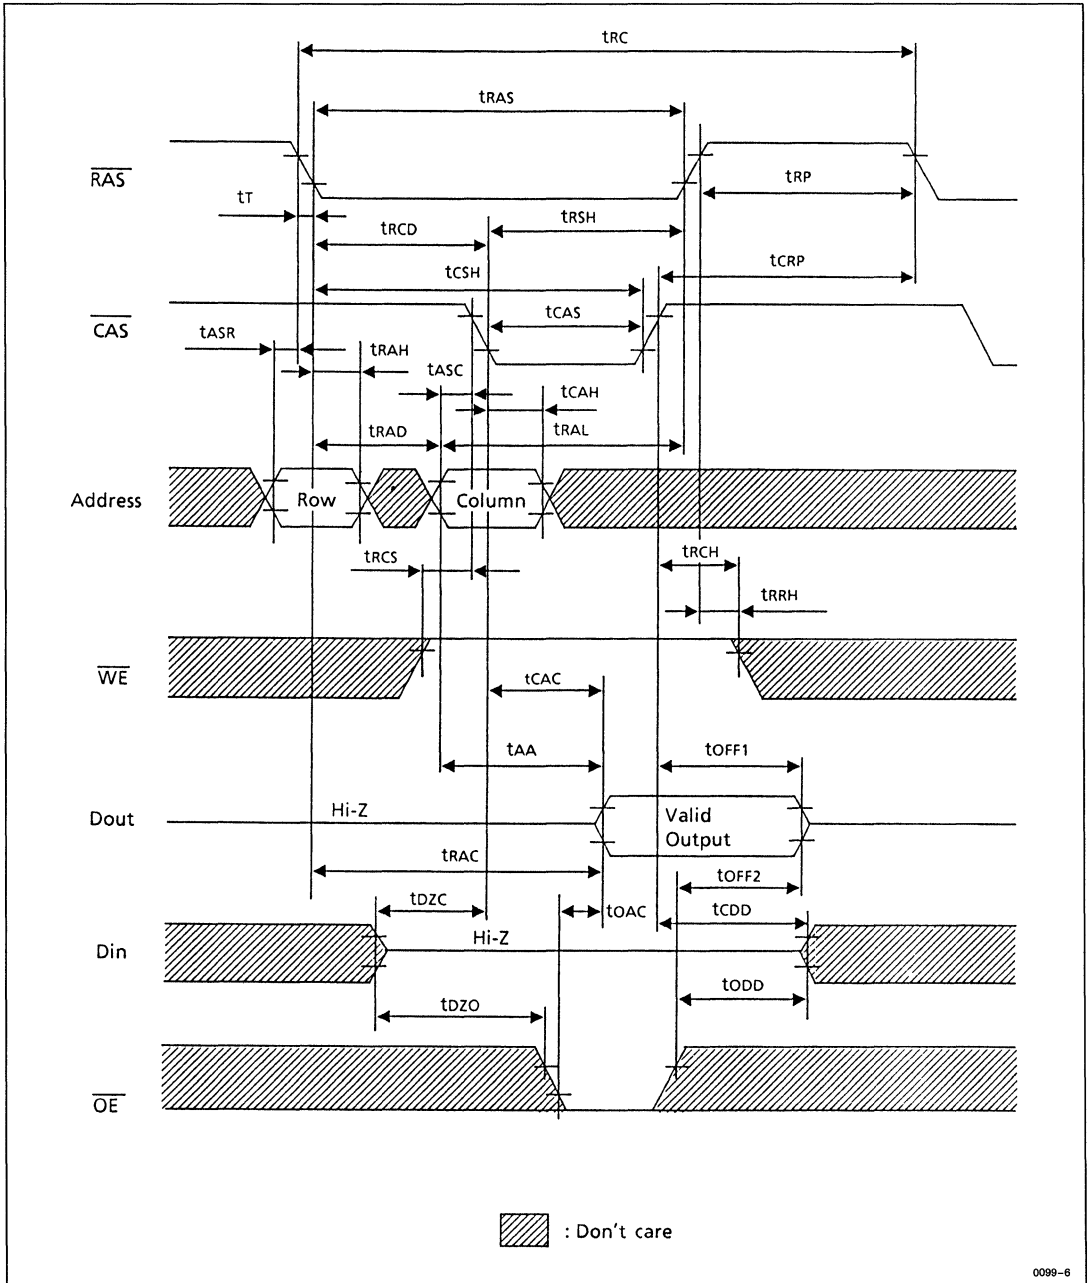 tRC
tRAS
RAS
tRP
tT
tRSH
tRCD
tCSH
tCRP
CAS
tCAS
tASR
tRAH
tASC
tCAH
tRAD
tRAL
Address
Row
Column
tRCS
tRCH
tRRH
WE
tCAC
tAA
tOFF1
Dout
Hi-Z
Valid
Output
tRAC
tOFF2
tDZC
tOAC
tCDD
Din
Hi-Z
tODD
tDZO
OE
: Don't care
0099-6